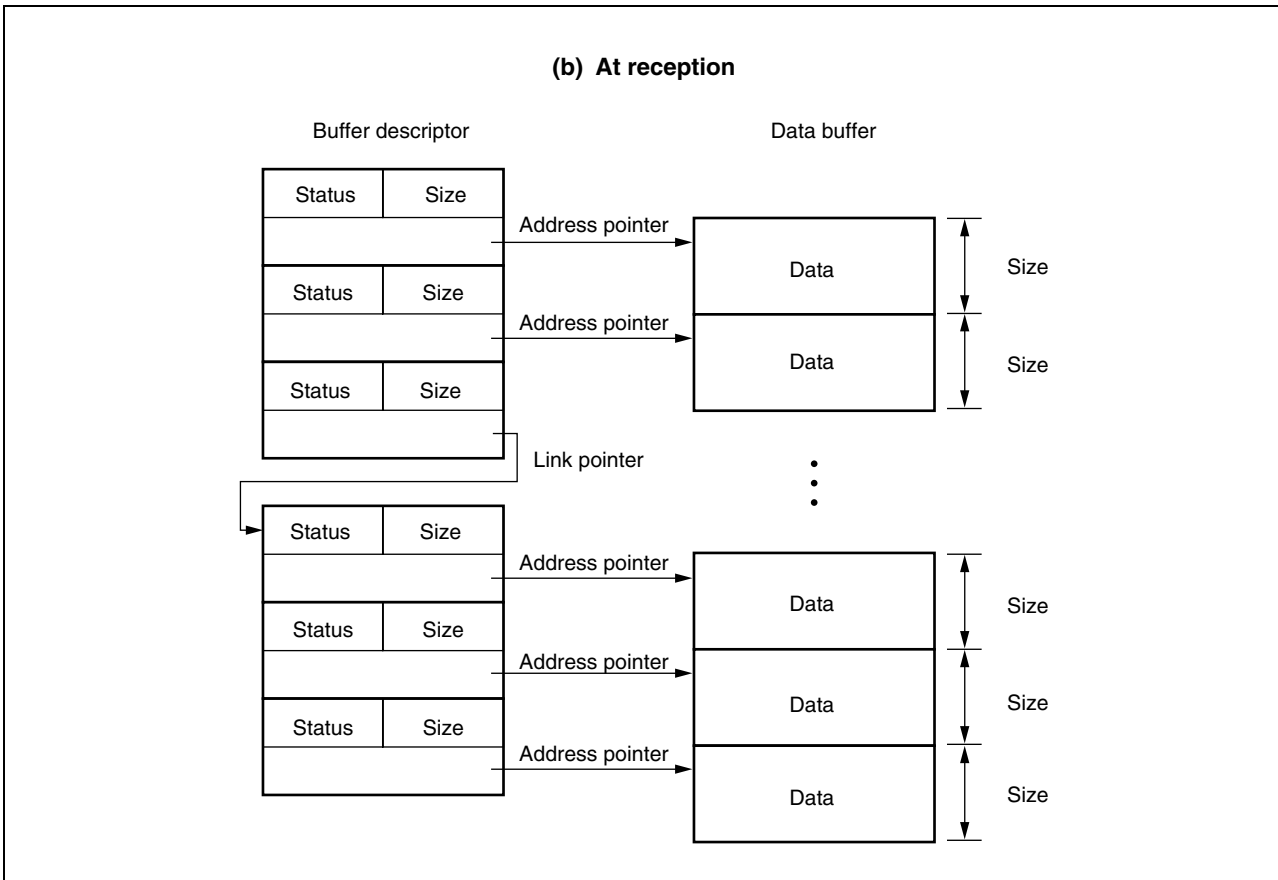 (b) At reception
Buffer descriptor
Data buffer
Status Size
Address pointer
Data
Size
Status Size
Address pointer
Data
Size
Status Size
Link pointer
Status Size
Address pointer
Data
Size
Status Size
Address pointer
Data
Size
Status Size
Address pointer
Data
Size